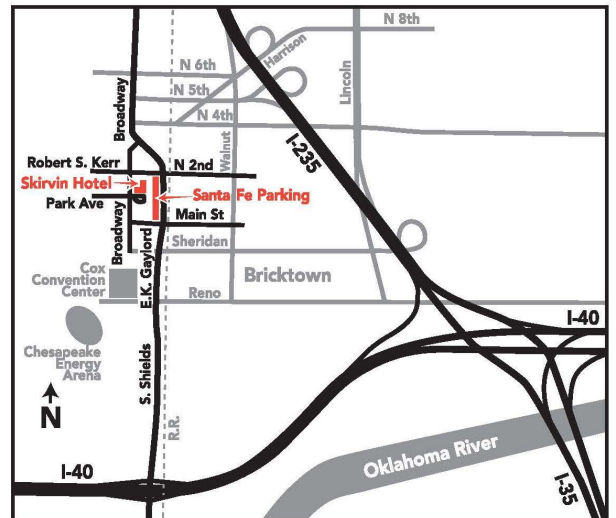 N 8th
Harrison
N 6th
Lincoln
N 5th
Broadway
N 4th
Walnut
I-235
Robert S. Kerr
N 2nd
Skirvin Hotel
Santa Fe Parking
Park Ave
Main St
Broadway
E.K. Gaylord
Sheridan
Cox
Convention
Center
Bricktown
Reno
I-40
Chesapeake
Energy
Arena
S. Shields
N
R.R.
Oklahoma River
I-40
I-35